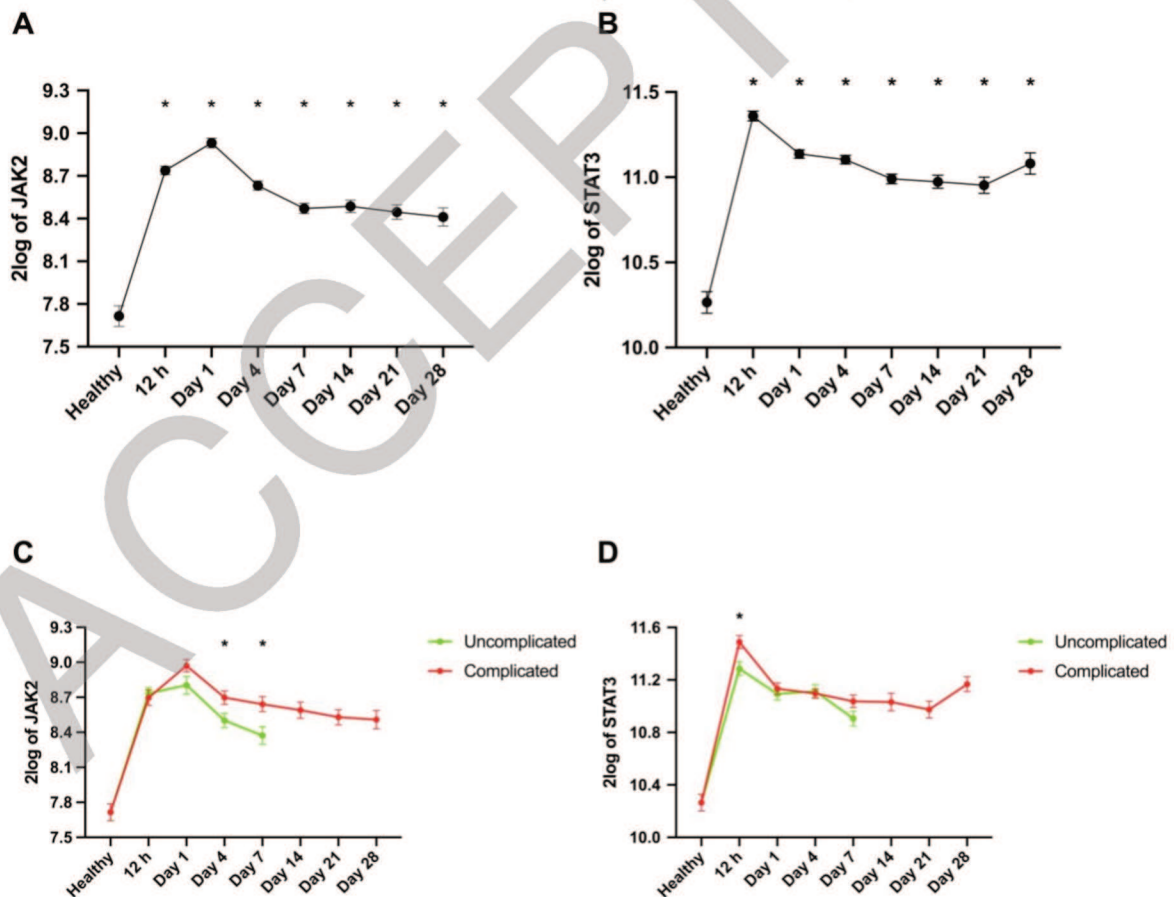 A
2log of JAK2
9.3
9.0
8.7
8.4
8.1
7.8
7.5
* * * * * * *
Healthy 12 h Day 1 Day 4 Day 7 Day 14 Day 21 Day 28
B
2log of STAT3
11.5
11.0
10.5
10.0
* * * * * * *
Healthy 12 h Day 1 Day 4 Day 7 Day 14 Day 21 Day 28
C
2log of JAK2
9.3
9.0
8.7
8.4
8.1
7.8
7.5
* *
Healthy 12 h Day 1 Day 4 Day 7 Day 14 Day 21 Day 28
Uncomplicated
Complicated
D
2log of STAT3
11.6
11.2
10.8
10.4
10.0
*
Healthy 12 h Day 1 Day 4 Day 7 Day 14 Day 21 Day 28
Uncomplicated
Complicated
ACCEPT